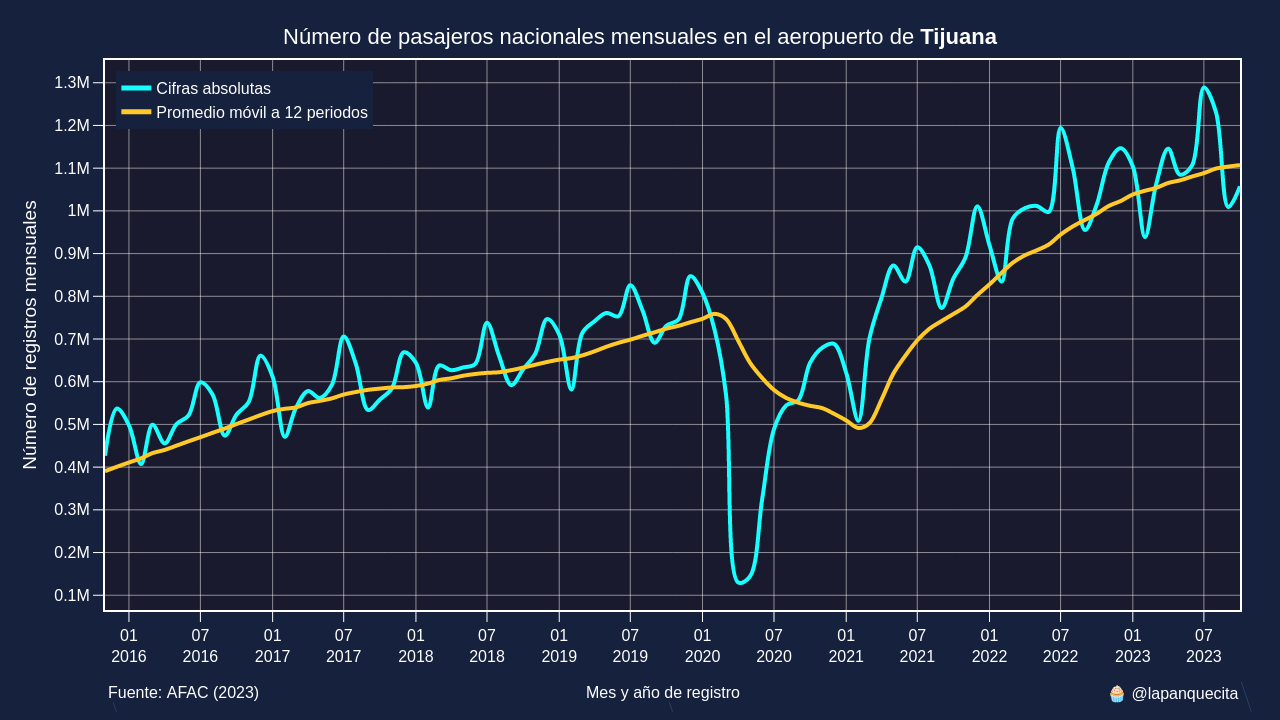 Número de pasajeros nacionales mensuales en el aeropuerto de Tijuana
Cifras absolutas
Promedio móvil a 12 periodos
Número de registros mensuales
1.3M
1.2M
1.1M
1M
0.9M
0.8M
0.7M
0.6M
0.5M
0.4M
0.3M
0.2M
0.1M
01 07 01 07 01 07 01 07 01 07 01 07 01 07 01 07
2016 2016 2017 2017 2018 2018 2019 2019 2020 2020 2021 2021 2022 2022 2023 2023
Fuente: AFAC (2023) Mes y año de registro 🧁 @lapanquecita